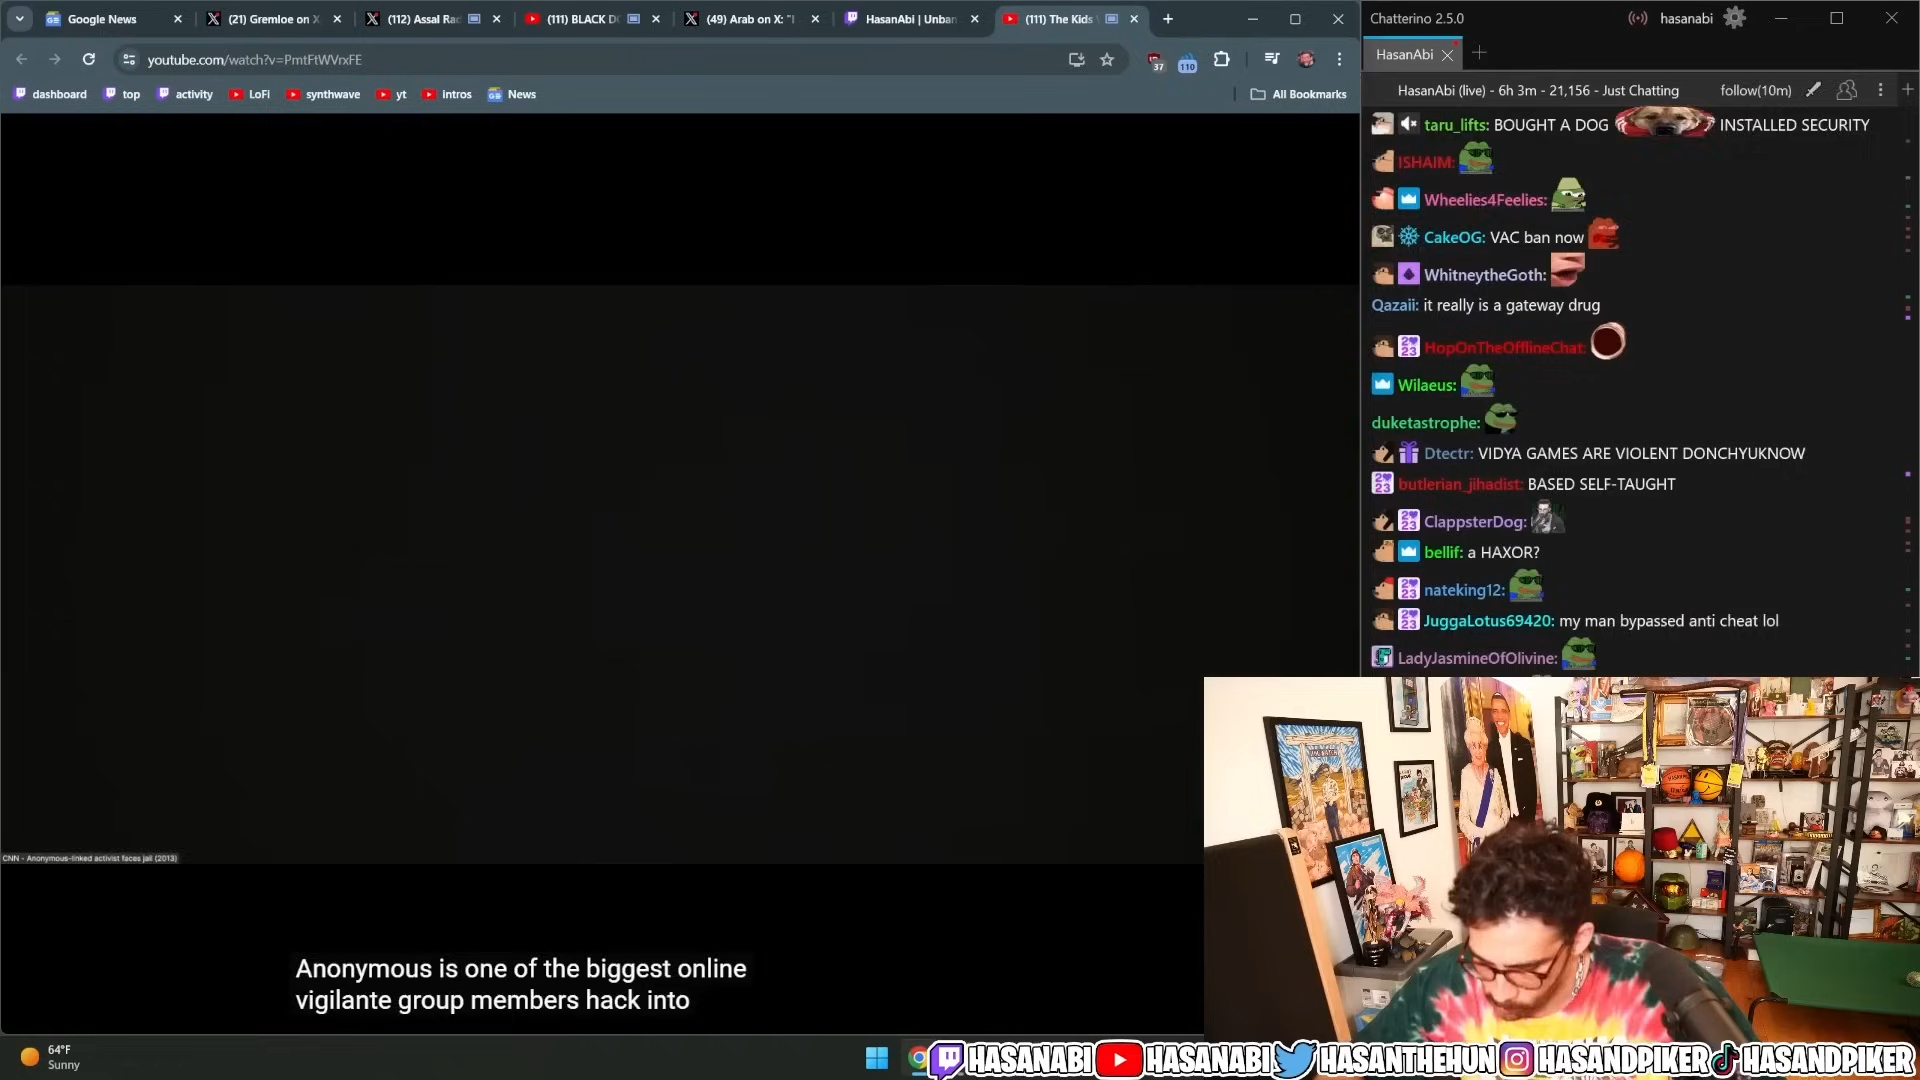 Google News
(21) Gremloe on X
(112) Assal Rac
(111) BLACK D
(49) Arab on X: "I
HasanAbi | Unban
(111) The Kids
youtube.com/watch?v=PmtFtWVrxFE
37
110
dashboard
top
activity
LoFi
synthwave
yt
Intros
News
All Bookmarks
CNN - Anonymous-linked activist faces jail (2013)
Anonymous is one of the biggest online
vigilante group members hack into
64°F
Sunny
Chatterino 2.5.0
hasanabi
HasanAbi
HasanAbi (live) - 6h 3m - 21,156 - Just Chatting
follow(10m)
taru_lifts: BOUGHT A DOG INSTALLED SECURITY
ISHAIM:
Wheelies4Feelies:
CakeOG: VAC ban now
WhitneytheGoth:
Qazaii: it really is a gateway drug
HopOnTheOfflineChat:
Wilaeus:
duketastrophe:
Dtectr: VIDYA GAMES ARE VIOLENT DONCHYUKNOW
butlerian_jihadist: BASED SELF-TAUGHT
ClappsterDog:
bellif: a HAXOR?
nateking12:
JuggaLotus69420: my man bypassed anti cheat lol
LadyJasmineOfOlivine:
HASANABI HASANABI HASANTHEHUN HASANDPIKER HASANDPIKER